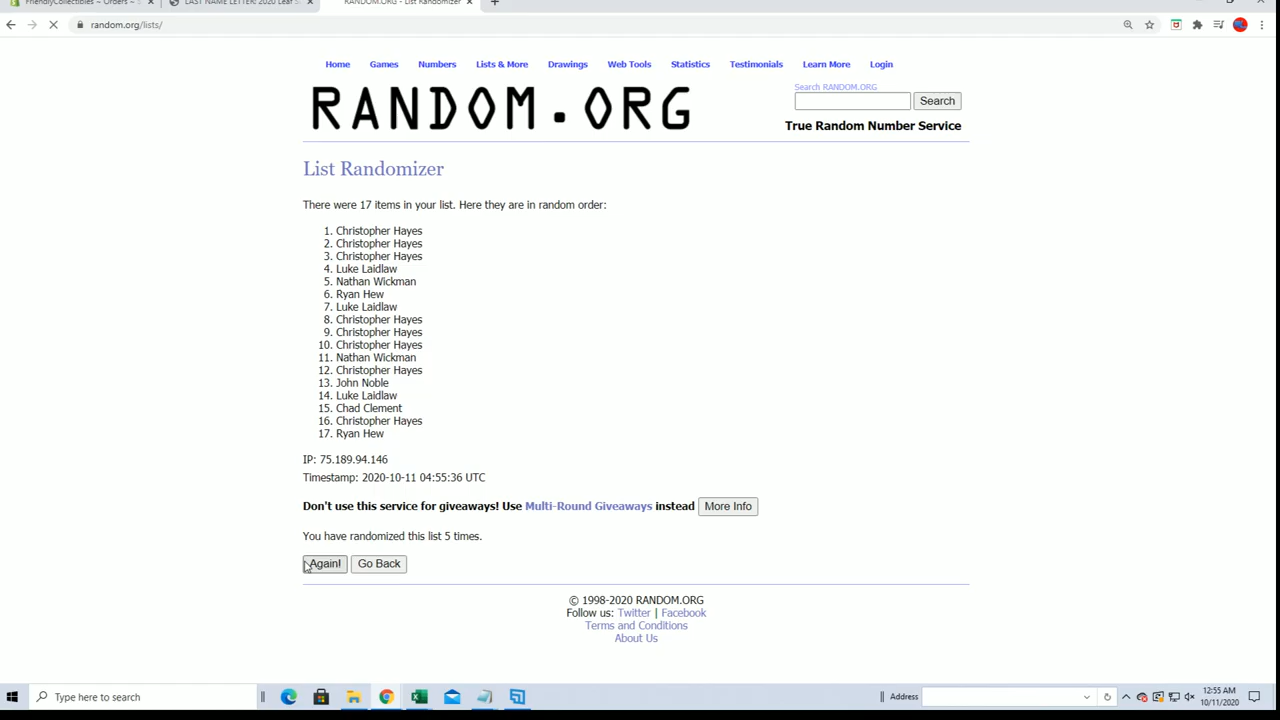 FriendlyCollectibles ~ Orders ~ S
LAST NAME LETTER: 2020 Leaf S
RANDOM.ORG - List Randomizer
random.org/lists/
Home Games Numbers Lists & More Drawings Web Tools Statistics Testimonials Learn More Login
RANDOM.ORG
Search RANDOM.ORG
Search
True Random Number Service
List Randomizer
There were 17 items in your list. Here they are in random order:
1. Christopher Hayes
2. Christopher Hayes
3. Christopher Hayes
4. Luke Laidlaw
5. Nathan Wickman
6. Ryan Hew
7. Luke Laidlaw
8. Christopher Hayes
9. Christopher Hayes
10. Christopher Hayes
11. Nathan Wickman
12. Christopher Hayes
13. John Noble
14. Luke Laidlaw
15. Chad Clement
16. Christopher Hayes
17. Ryan Hew
IP: 75.189.94.146
Timestamp: 2020-10-11 04:55:36 UTC
Don't use this service for giveaways! Use Multi-Round Giveaways instead More Info
You have randomized this list 5 times.
Again! Go Back
© 1998-2020 RANDOM.ORG
Follow us: Twitter | Facebook
Terms and Conditions
About Us
Type here to search
Address
12:55 AM
10/11/2020